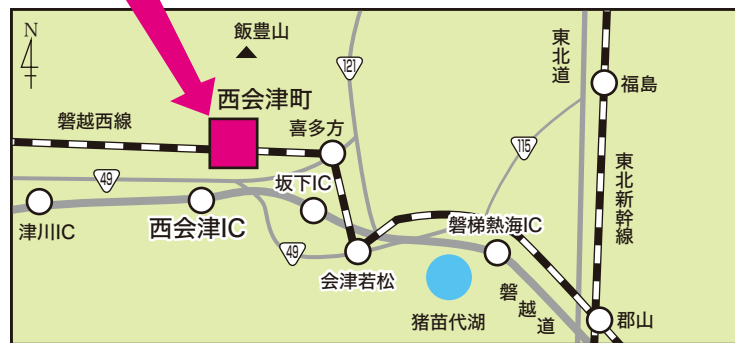 N
飯豊山
121
東北道
福島
西会津町
磐越西線
喜多方
115
49
坂下IC
東北新幹線
津川IC
西会津IC
磐梯熱海IC
49
会津若松
猪苗代湖
磐越道
郡山